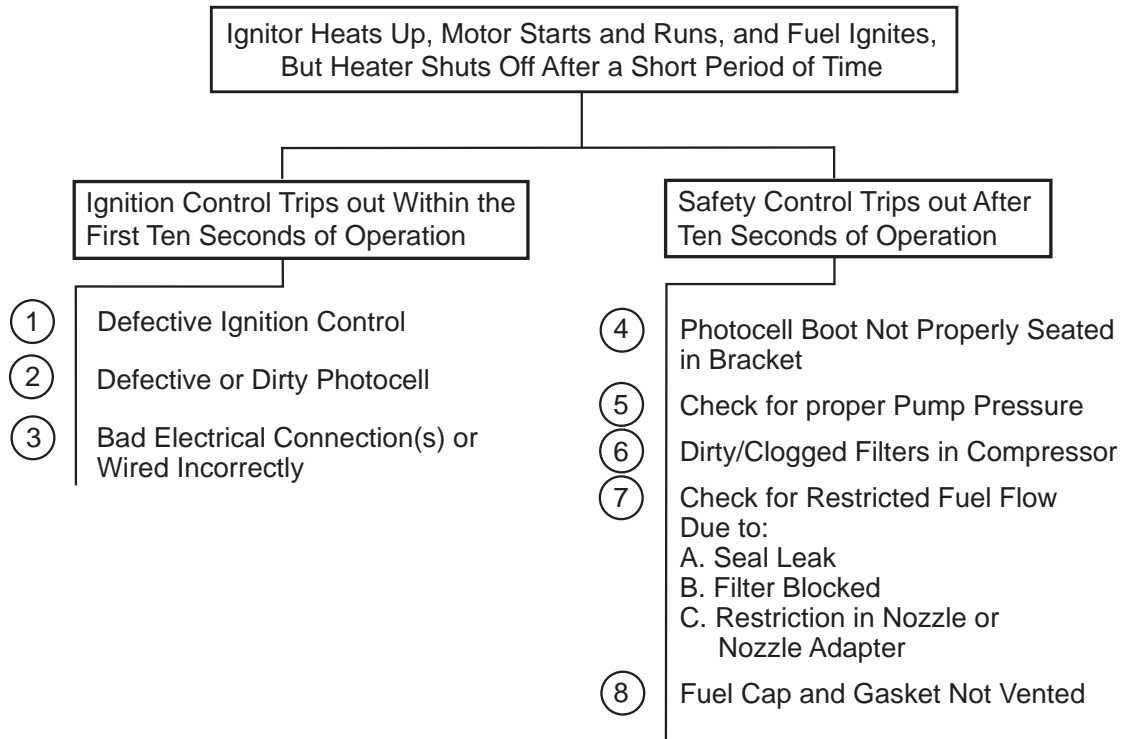 Ignitor Heats Up, Motor Starts and Runs, and Fuel Ignites,
But Heater Shuts Off After a Short Period of Time
Ignition Control Trips out Within the
First Ten Seconds of Operation
1 Defective Ignition Control
2 Defective or Dirty Photocell
3 Bad Electrical Connection(s) or
Wired Incorrectly
Safety Control Trips out After
Ten Seconds of Operation
4 Photocell Boot Not Properly Seated
in Bracket
5 Check for proper Pump Pressure
6 Dirty/Clogged Filters in Compressor
7 Check for Restricted Fuel Flow
Due to:
A. Seal Leak
B. Filter Blocked
C. Restriction in Nozzle or
Nozzle Adapter
8 Fuel Cap and Gasket Not Vented